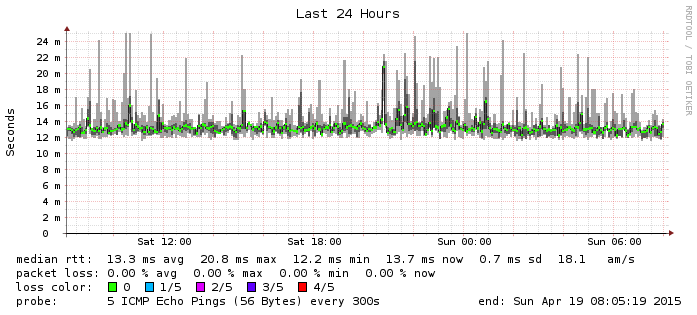 Last 24 Hours
RRDTOOL / TOBI OETIKER
Seconds
24 m
22 m
20 m
18 m
16 m
14 m
12 m
10 m
8 m
6 m
4 m
2 m
0
Sat 12:00 Sat 18:00 Sun 00:00 Sun 06:00
median rtt: 13.3 ms avg 20.8 ms max 12.2 ms min 13.7 ms now 0.7 ms sd 18.1 am/s
packet loss: 0.00 % avg 0.00 % max 0.00 % min 0.00 % now
loss color: 0 1/5 2/5 3/5 4/5
probe: 5 ICMP Echo Pings (56 Bytes) every 300s end: Sun Apr 19 08:05:19 2015